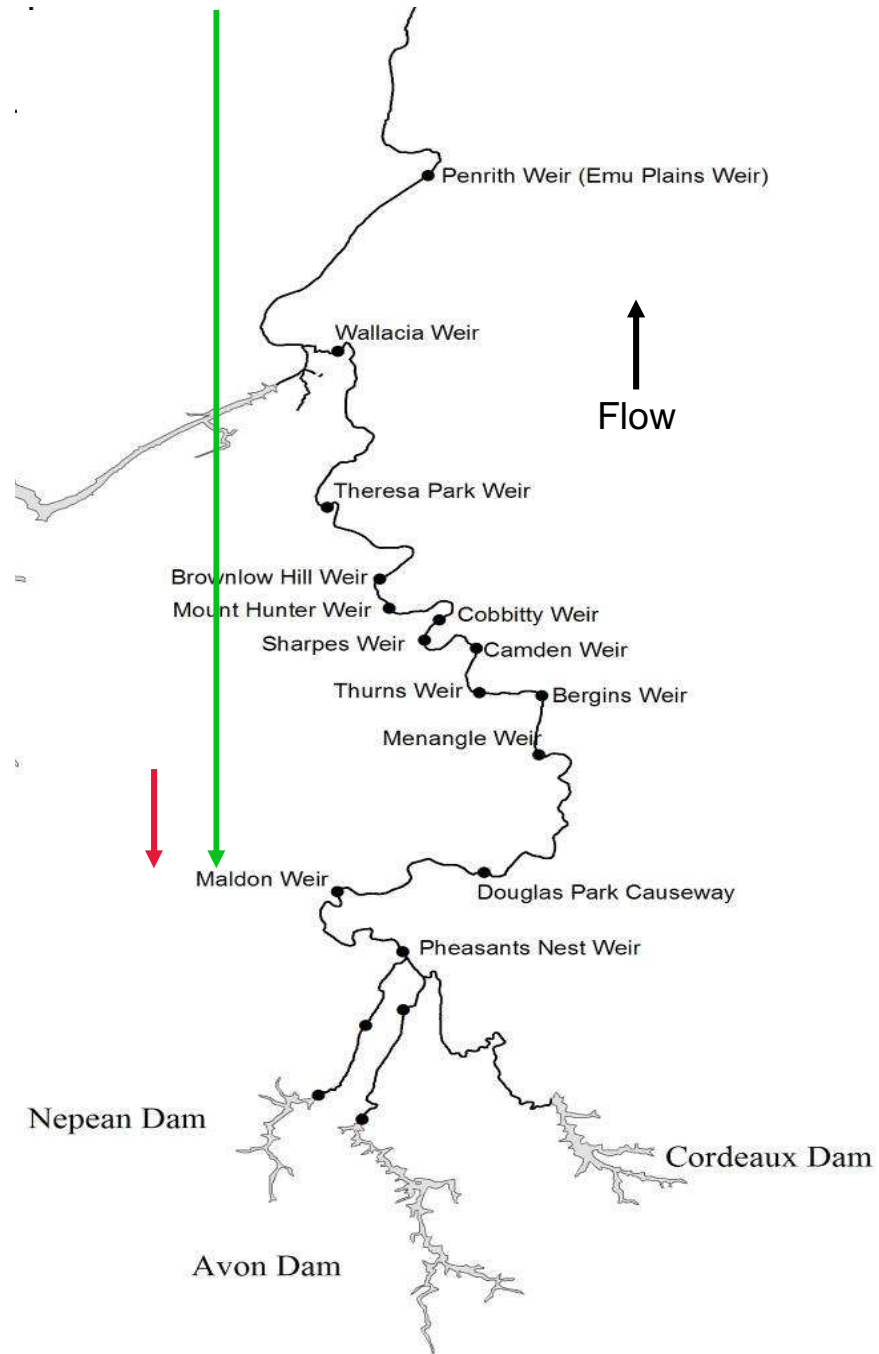 Penrith Weir (Emu Plains Weir)
Wallacia Weir
Flow
Theresa Park Weir
Brownlow Hill Weir
Mount Hunter Weir
Cobbitty Weir
Sharpes Weir
Camden Weir
Thurns Weir
Bergins Weir
Menangle Weir
Maldon Weir
Douglas Park Causeway
Pheasants Nest Weir
Nepean Dam
Cordeaux Dam
Avon Dam